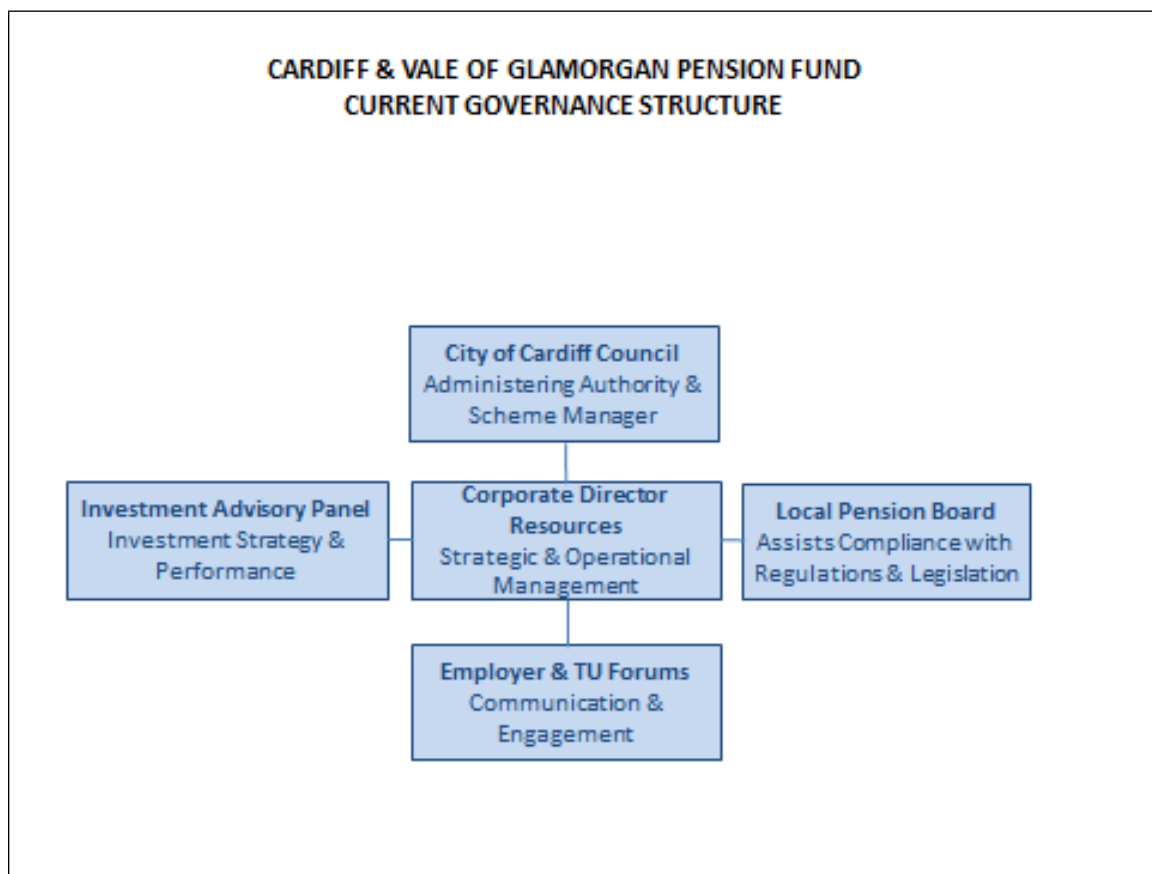 CARDIFF & VALE OF GLAMORGAN PENSION FUND
CURRENT GOVERNANCE STRUCTURE
City of Cardiff Council
Administering Authority &
Scheme Manager
Investment Advisory Panel
Investment Strategy &
Performance
Corporate Director
Resources
Strategic & Operational
Management
Local Pension Board
Assists Compliance with
Regulations & Legislation
Employer & TU Forums
Communication &
Engagement